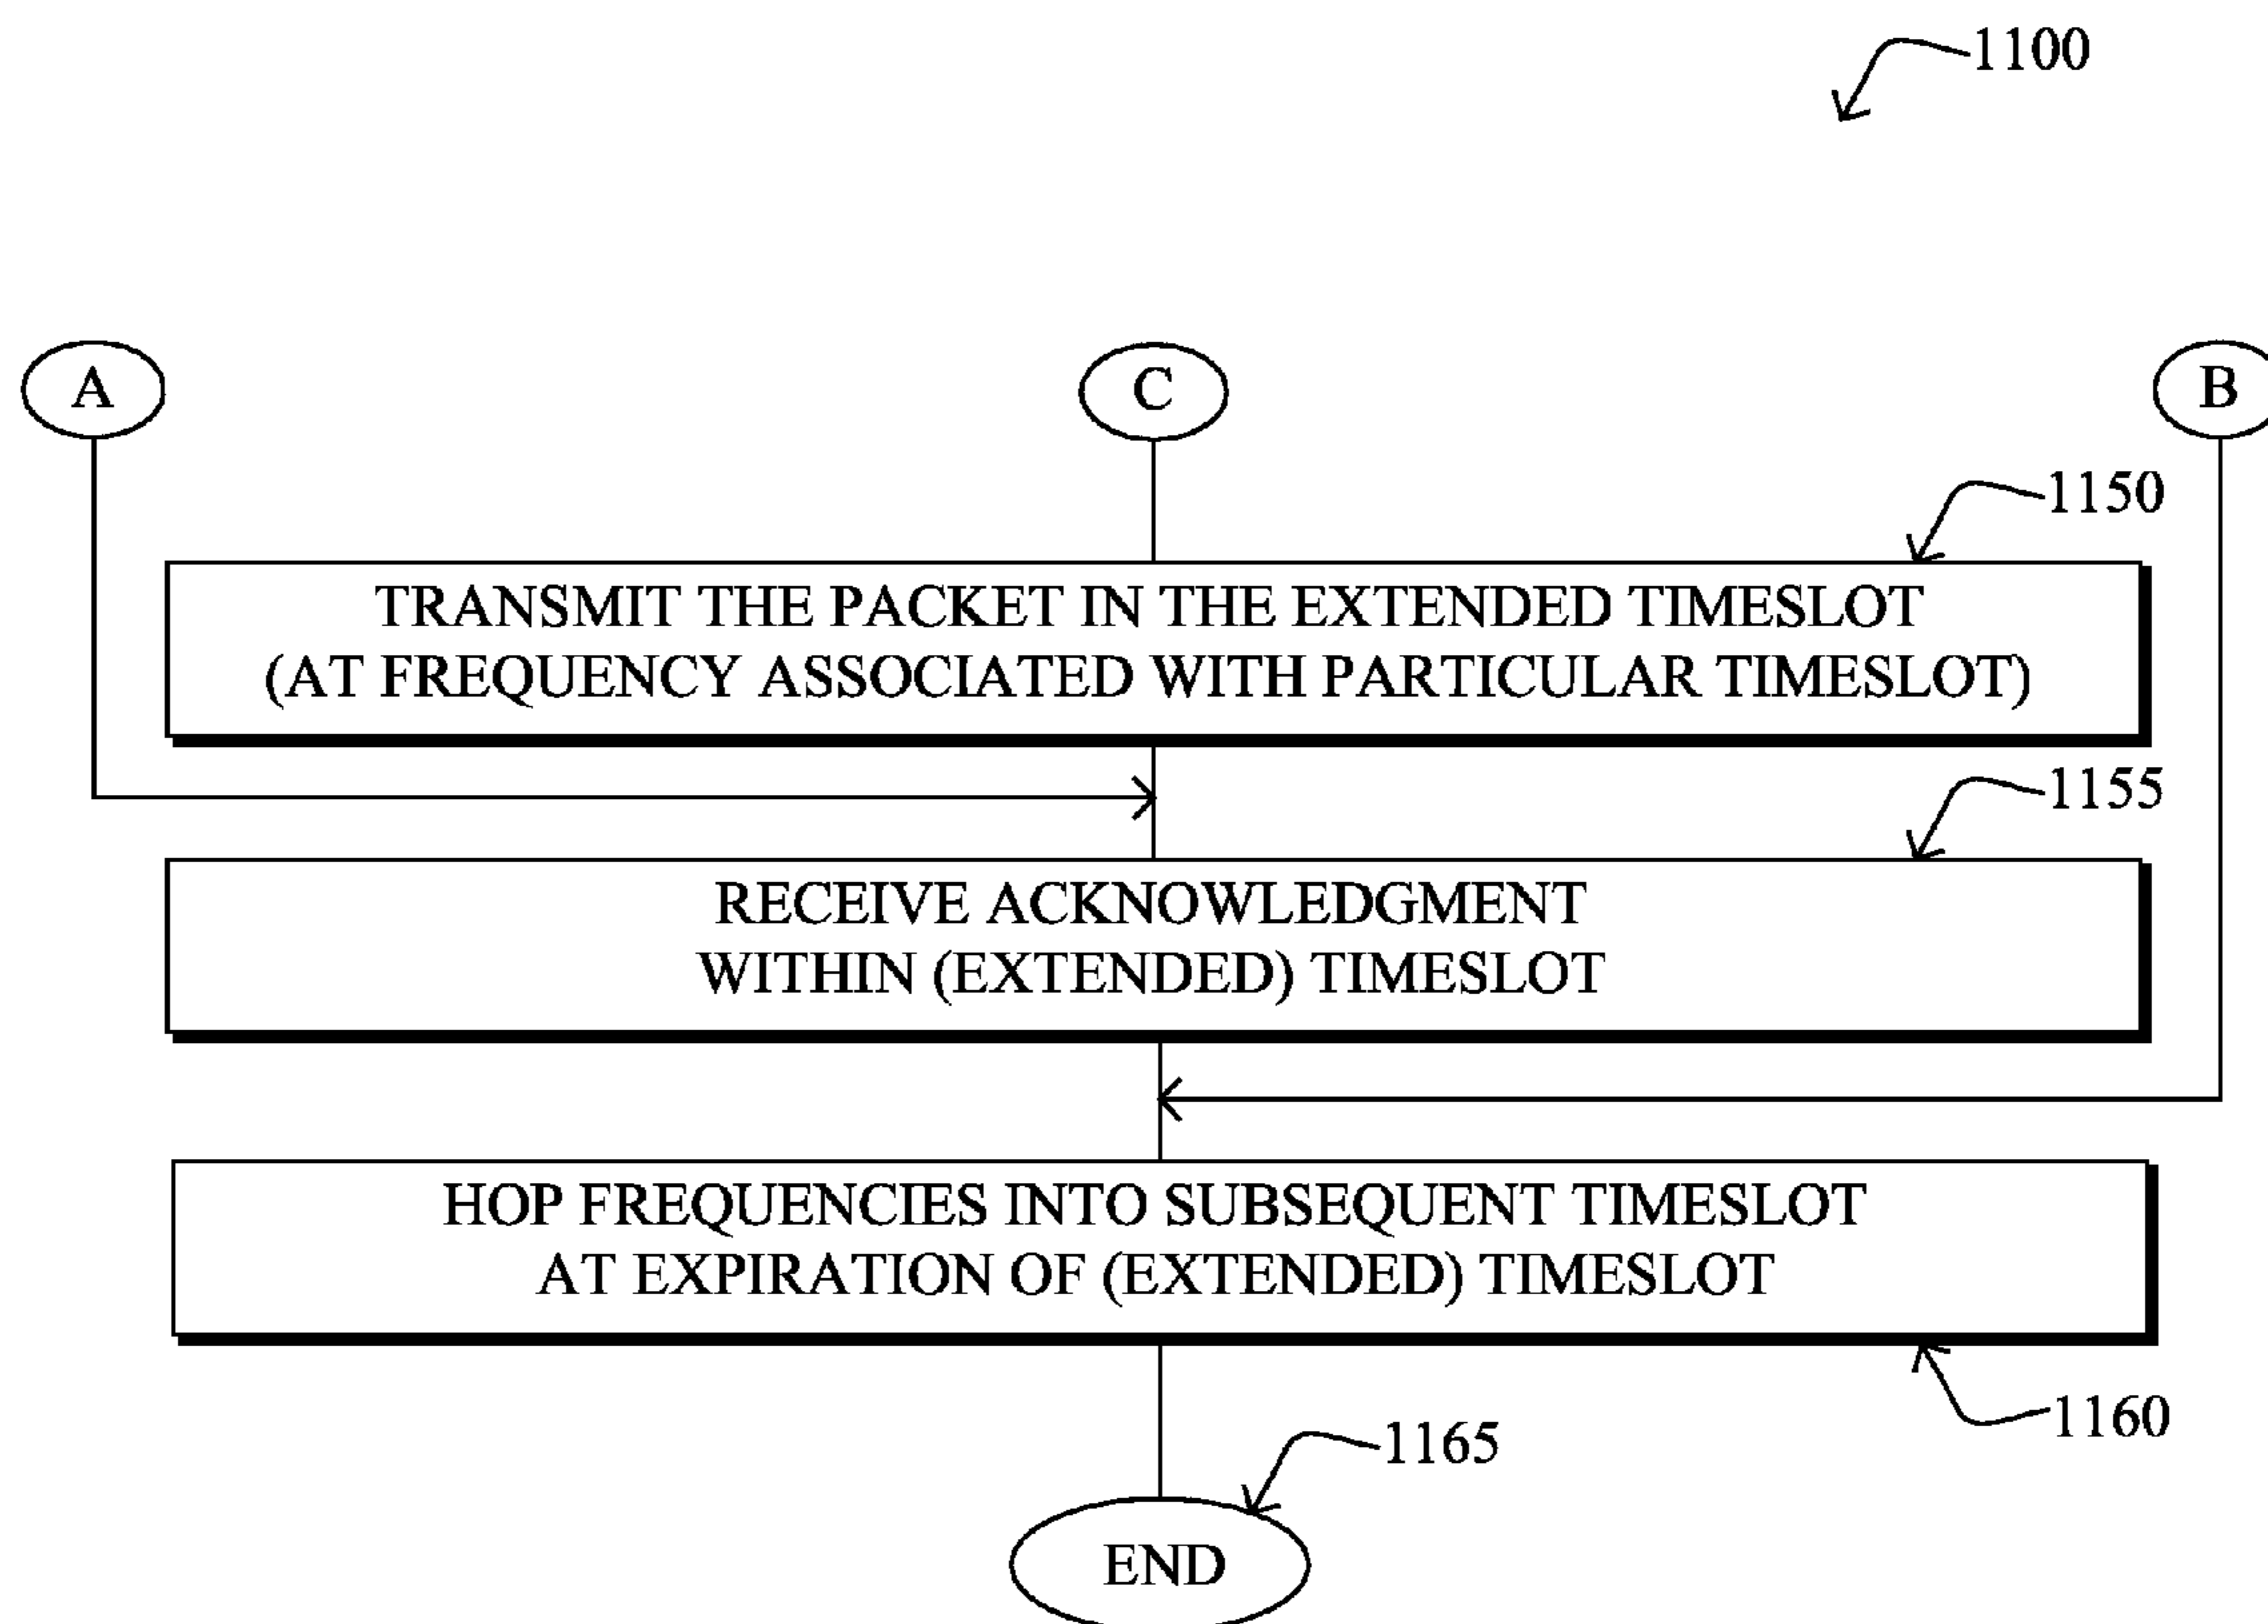 1100
A
C
B
1150
TRANSMIT THE PACKET IN THE EXTENDED TIMESLOT
(AT FREQUENCY ASSOCIATED WITH PARTICULAR TIMESLOT)
1155
RECEIVE ACKNOWLEDGMENT
WITHIN (EXTENDED) TIMESLOT
HOP FREQUENCIES INTO SUBSEQUENT TIMESLOT
AT EXPIRATION OF (EXTENDED) TIMESLOT
1160
1165
END